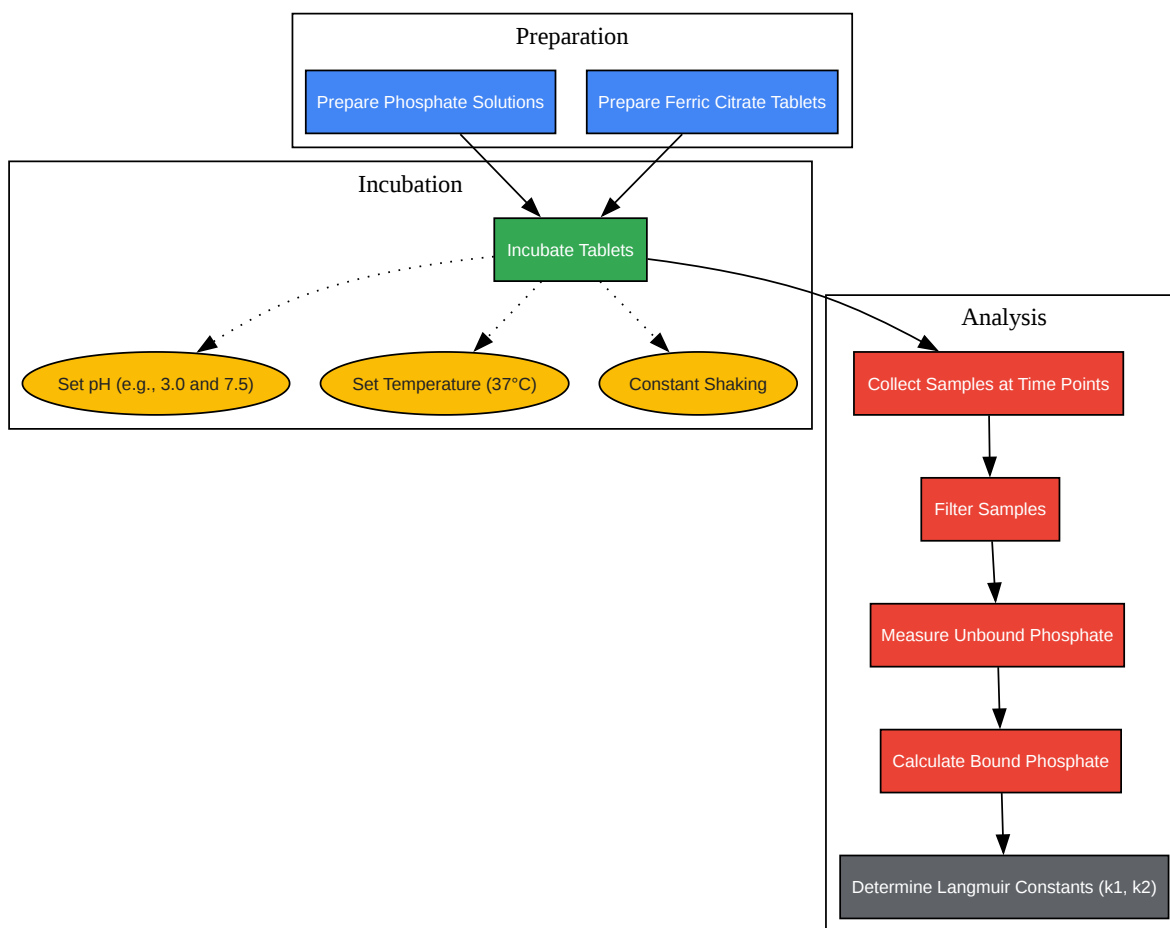 Preparation
Prepare Phosphate Solutions
Prepare Ferric Citrate Tablets
Incubation
Incubate Tablets
Set pH (e.g., 3.0 and 7.5)
Set Temperature (37°C)
Constant Shaking
Analysis
Collect Samples at Time Points
Filter Samples
Measure Unbound Phosphate
Calculate Bound Phosphate
Determine Langmuir Constants (k1, k2)